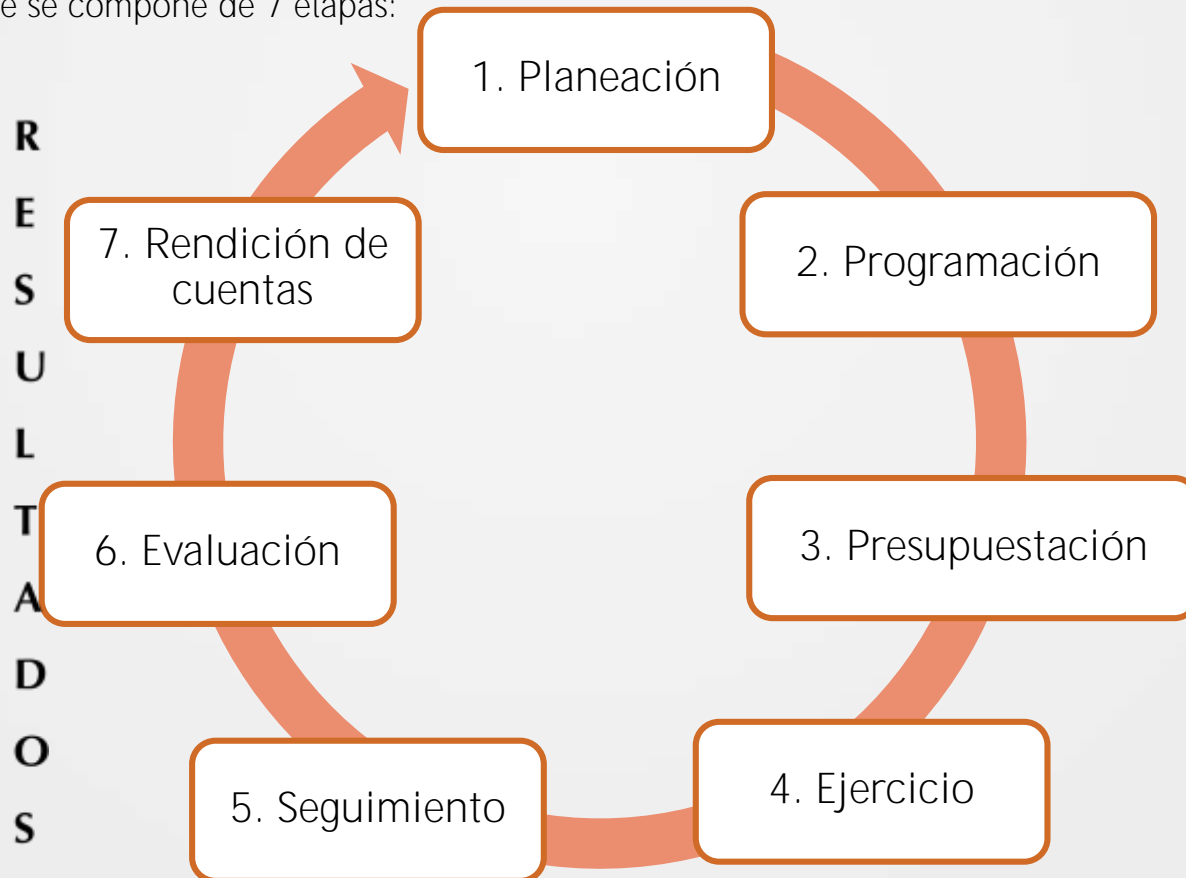 e se compone de 7 etapas:
1. Planeación
2. Programación
3. Presupuestación
4. Ejercicio
5. Seguimiento
6. Evaluación
7. Rendición de
cuentas
R
E
S
U
L
T
A
D
O
S